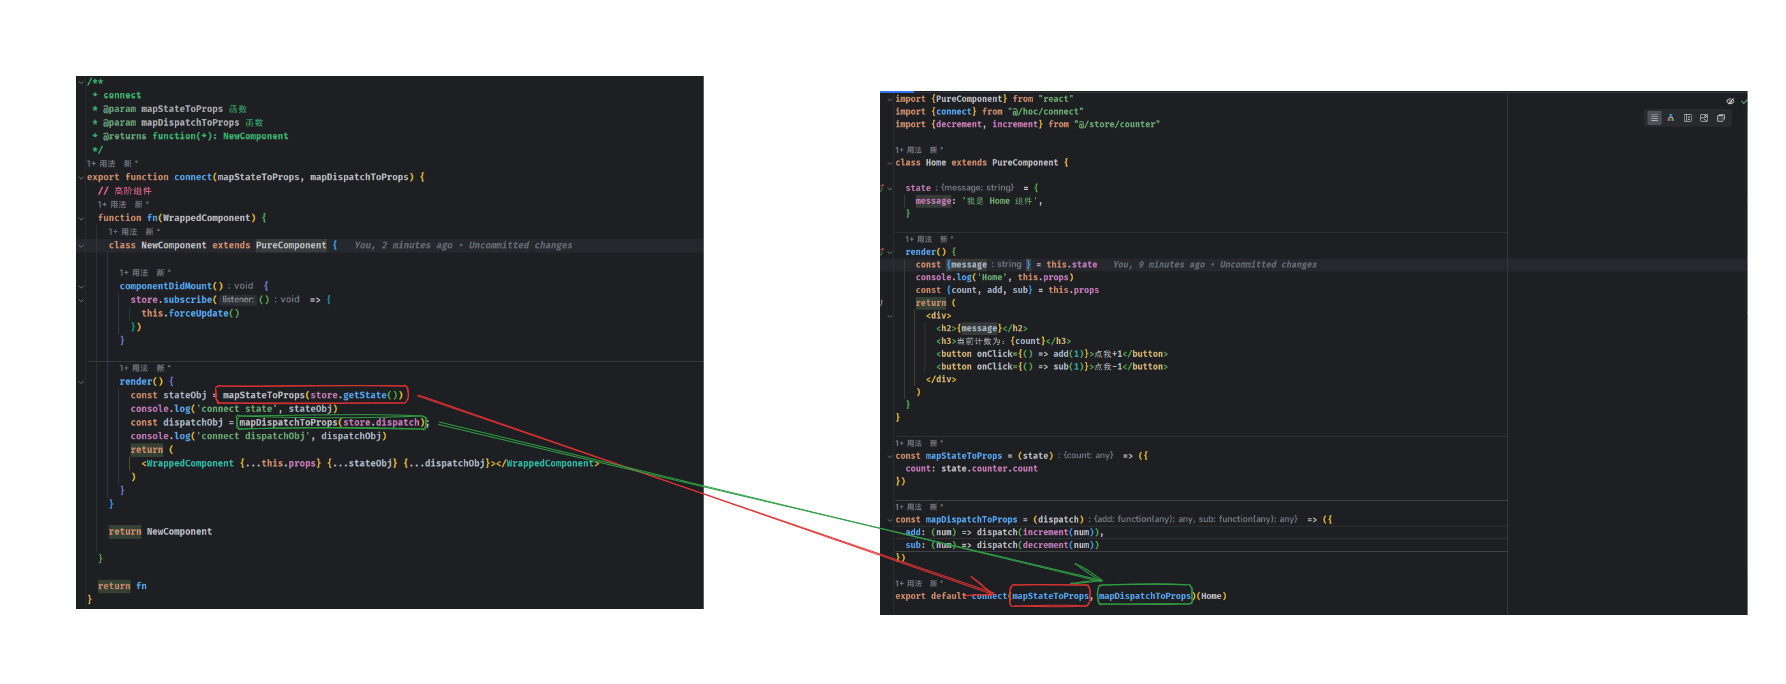 /**
 * connect
 * @param mapStateToProps 函数
 * @param mapDispatchToProps 函数
 * @returns function(*): NewComponent
 */
1+ 用法 新 *
export function connect(mapStateToProps, mapDispatchToProps) {
// 高阶组件
1+ 用法 新 *
function fn(WrappedComponent) {
1+ 用法 新 *
class NewComponent extends PureComponent { You, 2 minutes ago • Uncommitted changes
1+ 用法 新 *
componentDidMount() : void {
store.subscribe( listener: () : void => {
this.forceUpdate()
})
}
1+ 用法 新 *
render() {
const stateObj = mapStateToProps(store.getState())
console.log('connect state', stateObj)
const dispatchObj = mapDispatchToProps(store.dispatch);
console.log('connect dispatchObj', dispatchObj)
return (
<WrappedComponent {...this.props} {...stateObj} {...dispatchObj}></WrappedComponent>
)
}
}
return NewComponent
}
return fn
}
import {PureComponent} from "react"
import {connect} from "@/hoc/connect"
import {decrement, increment} from "@/store/counter"
1+ 用法 新 *
class Home extends PureComponent {
state : {message: string} = {
message: '我是 Home 组件',
}
1+ 用法 新 *
render() {
const {message : string } = this.state You, 9 minutes ago • Uncommitted changes
console.log('Home', this.props)
const {count, add, sub} = this.props
return (
<div>
<h2>{message}</h2>
<h3>当前计数为: {count}</h3>
<button onClick={() => add(1)}>点我+1</button>
<button onClick={() => sub(1)}>点我-1</button>
</div>
)
}
}
1+ 用法 新 *
const mapStateToProps = (state) : {count: any} => ({
count: state.counter.count
})
1+ 用法 新 *
const mapDispatchToProps = (dispatch) : {add: function(any): any, sub: function(any): any} => ({
add: (num) => dispatch(increment(num)),
sub: (num) => dispatch(decrement(num))
})
1+ 用法 新 *
export default connect(mapStateToProps, mapDispatchToProps)(Home)